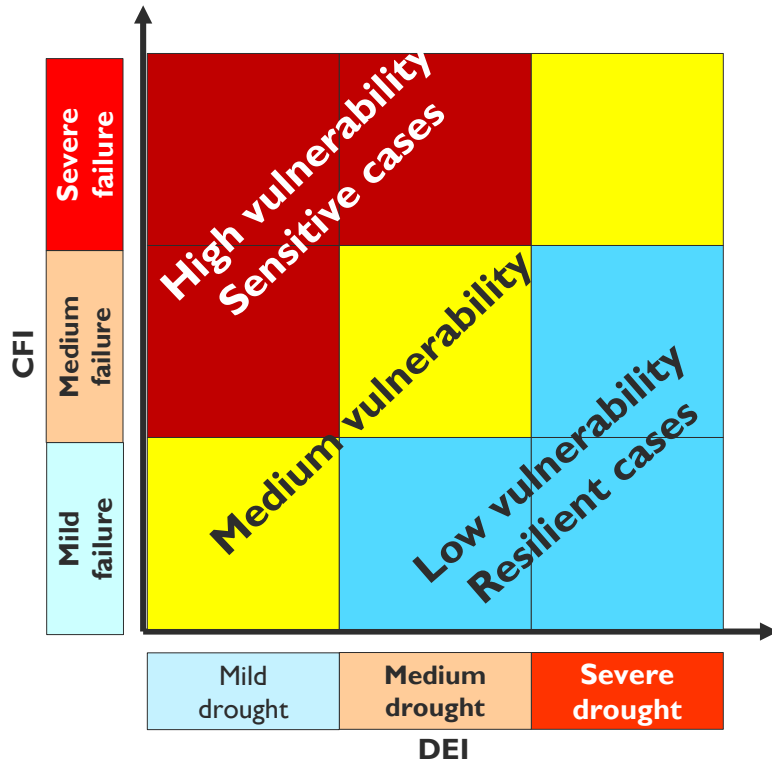 Severe
failure
Medium
failure
Mild
failure
CFI
High vulnerability
Sensitive cases
Medium vulnerability
Low vulnerability
Resilient cases
Mild
drought
Medium
drought
Severe
drought
DEI